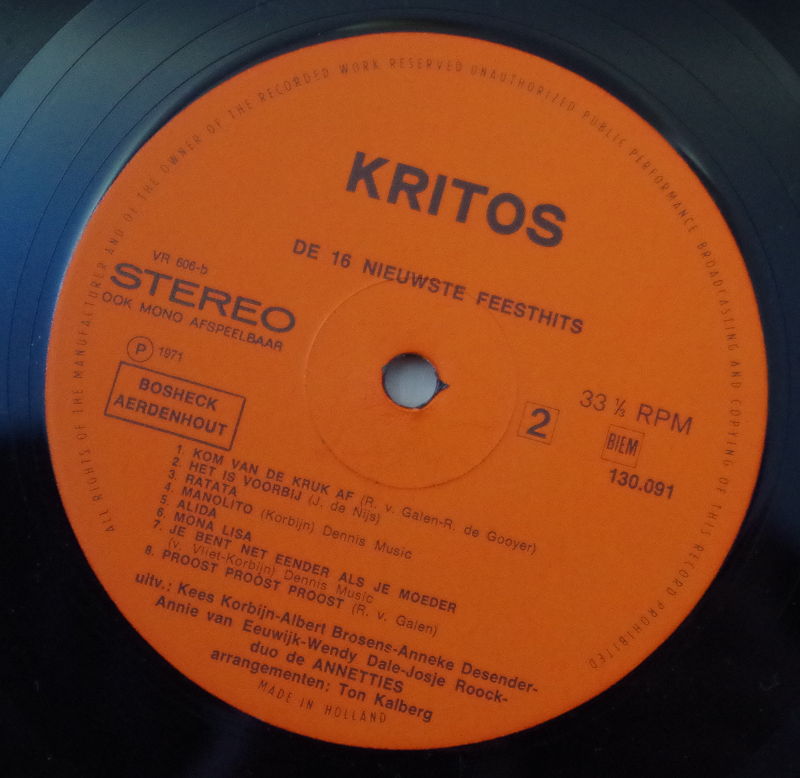 ALL RIGHTS OF THE MANUFACTURER AND OF THE OWNER OF THE RECORDED WORK RESERVED UNAUTHORIZED PUBLIC PERFORMANCE BROADCASTING AND COPYING OF THIS RECORD PROHIBITED
KRITOS
DE 16 NIEUWSTE FEESTHITS
VR 606-b
STEREO
OOK MONO AFSPEELBAAR
P 1971
BOSHECK
AERDENHOUT
2
33 ⅓ RPM
BIEM
130.091
1. KOM VAN DE KRUK AF (R. v. Galen-R. de Gooyer)
2. HET IS VOORBIJ (J. de Nijs)
3. RATATA
4. MANOLITO (Korbijn) Dennis Music
5. ALIDA
6. MONA LISA
7. JE BENT NET EENDER ALS JE MOEDER
(v. Vliet-Korbijn) Dennis Music
8. PROOST PROOST PROOST (R. v. Galen)
uitv.: Kees Korbijn-Albert Brosens-Anneke Desender-
Annie van Eeuwijk-Wendy Dale-Josje Roock-
duo de ANNETTIES
arrangementen: Ton Kalberg
MADE IN HOLLAND